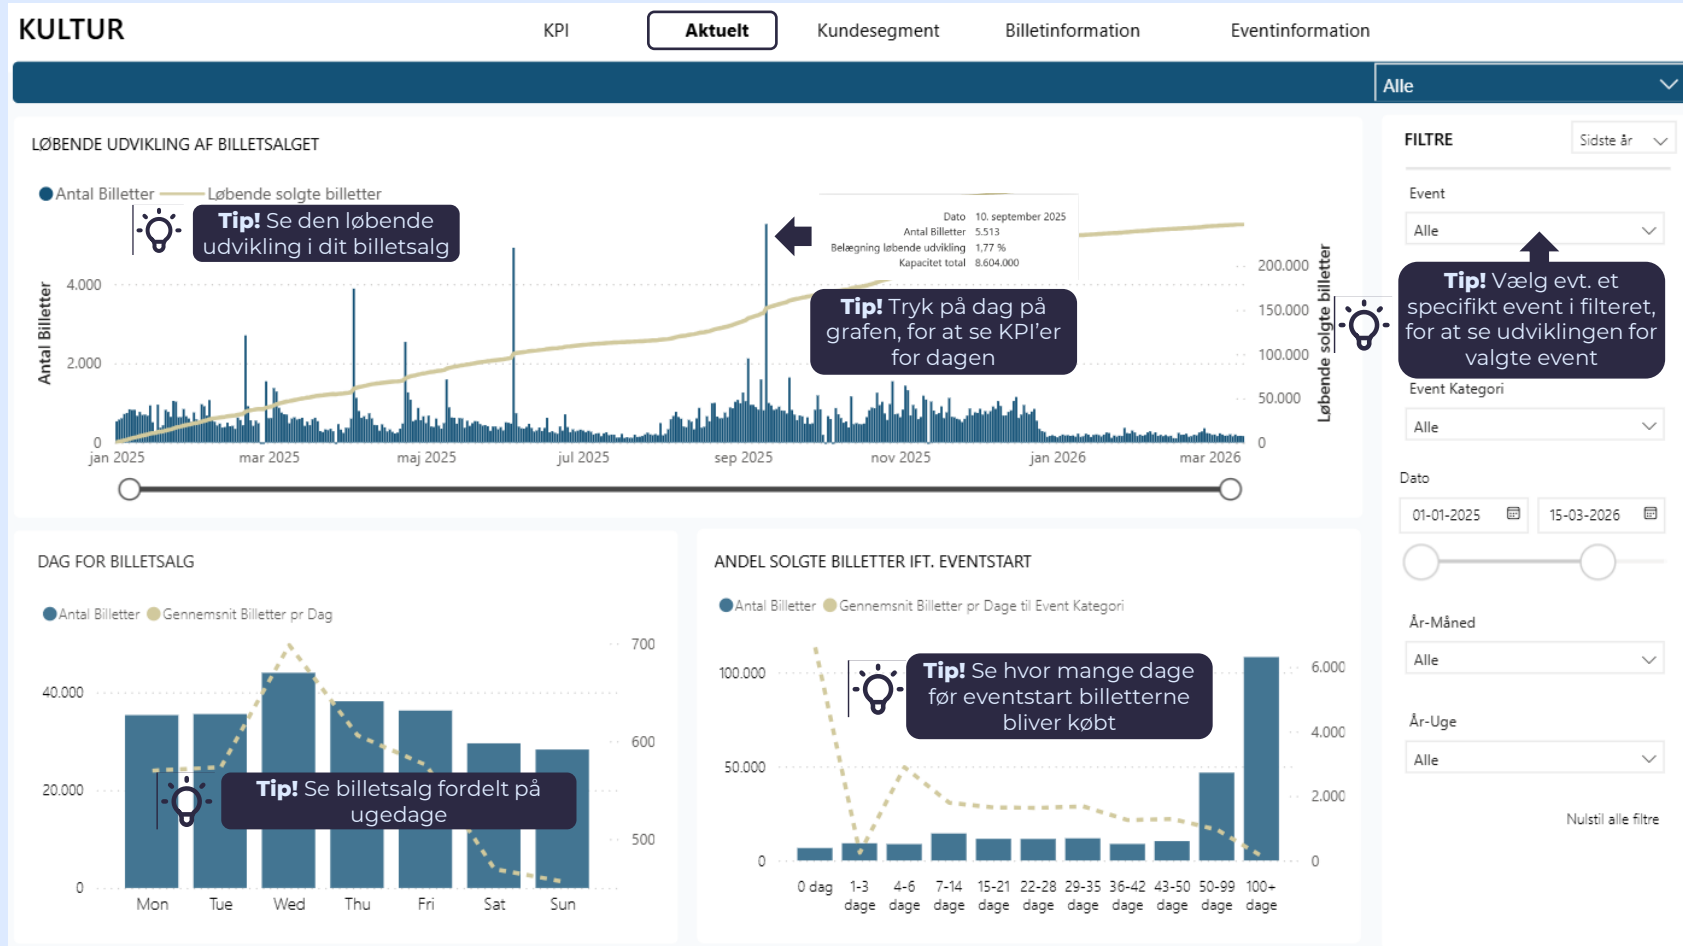 KULTUR
KPI
Aktuelt
Kundesegment
Billetinformation
Eventinformation
Alle
LØBENDE UDVIKLING AF BILLETSALGET
Antal Billetter
Løbende solgte billetter
Tip! Se den løbende
udvikling i dit billetsalg
Dato 10. september 2025
Antal Billetter 5.513
Belægning løbende udvikling 1,77 %
Kapacitet total 8.604.000
Tip! Tryk på dag på
grafen, for at se KPI'er
for dagen
Antal Billetter
4.000
2.000
0
200.000
150.000
100.000
50.000
0
Løbende solgte billetter
jan 2025
mar 2025
maj 2025
jul 2025
sep 2025
nov 2025
jan 2026
mar 2026
FILTRE
Sidste år
Event
Alle
Tip! Vælg evt. et
specifikt event i filteret,
for at se udviklingen for
valgte event
Event Kategori
Alle
Dato
01-01-2025
15-03-2026
År-Måned
Alle
År-Uge
Alle
Nulstil alle filtre
DAG FOR BILLETSALG
Antal Billetter
Gennemsnit Billetter pr Dag
40.000
20.000
0
700
600
500
Tip! Se billetsalg fordelt på
ugedage
Mon
Tue
Wed
Thu
Fri
Sat
Sun
ANDEL SOLGTE BILLETTER IFT. EVENTSTART
Antal Billetter
Gennemsnit Billetter pr Dage til Event Kategori
100.000
50.000
0
6.000
4.000
2.000
0
Tip! Se hvor mange dage
før eventstart billetterne
bliver købt
0 dag
1-3
dage
4-6
dage
7-14
dage
15-21
dage
22-28
dage
29-35
dage
36-42
dage
43-50
dage
50-99
dage
100+
dage